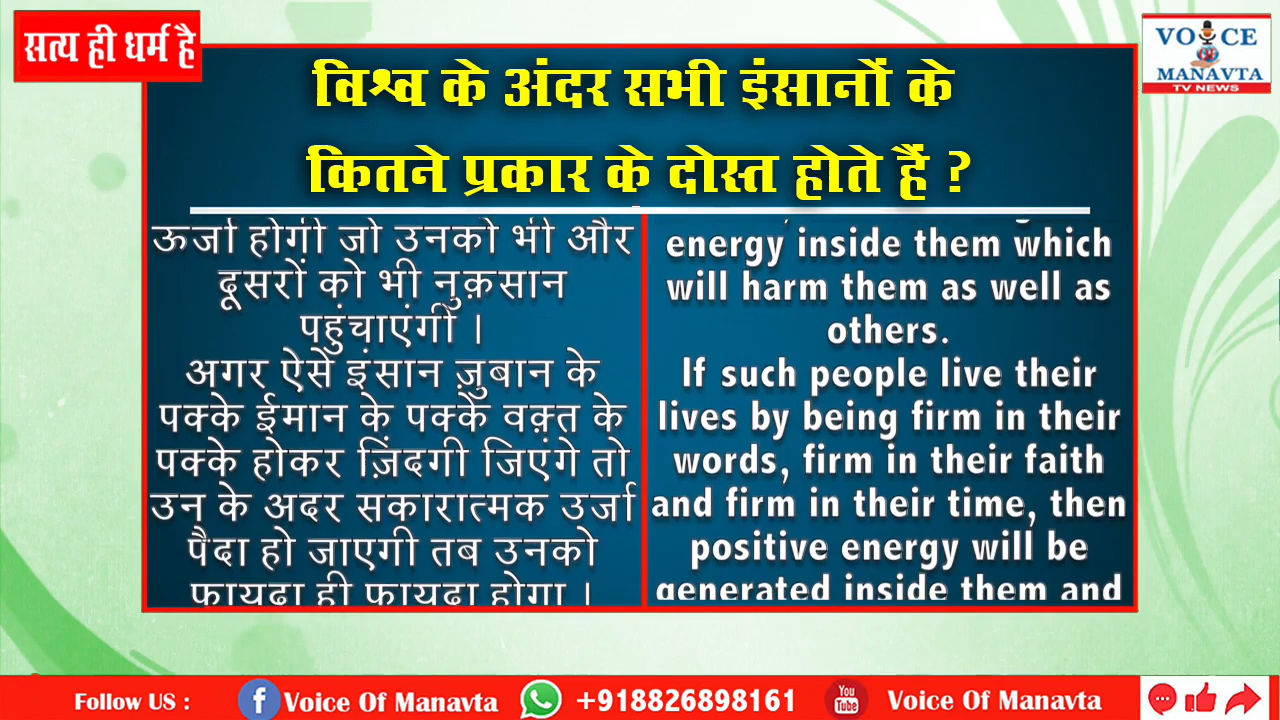 सत्य ही धर्म है
VOICE
MANAVTA
TV NEWS
विश्व के अंदर सभी इंसानों के
कितने प्रकार के दोस्त होते हैं ?
ऊर्जा होगी जो उनको भी और
दूसरों को भी नुक़सान
पहुंचाएंगी ।
अगर ऐसे इंसान ज़ुबान के
पक्के ईमान के पक्के वक़्त के
पक्के होकर ज़िंदगी जिएंगे तो
उन के अदर सकारात्मक उर्जा
पैदा हो जाएगी तब उनको
फायदा ही फायदा होगा ।
energy inside them which
will harm them as well as
others.
If such people live their
lives by being firm in their
words, firm in their faith
and firm in their time, then
positive energy will be
generated inside them and
Follow US :
Voice Of Manavta
+918826898161
You
Tube
Voice Of Manavta